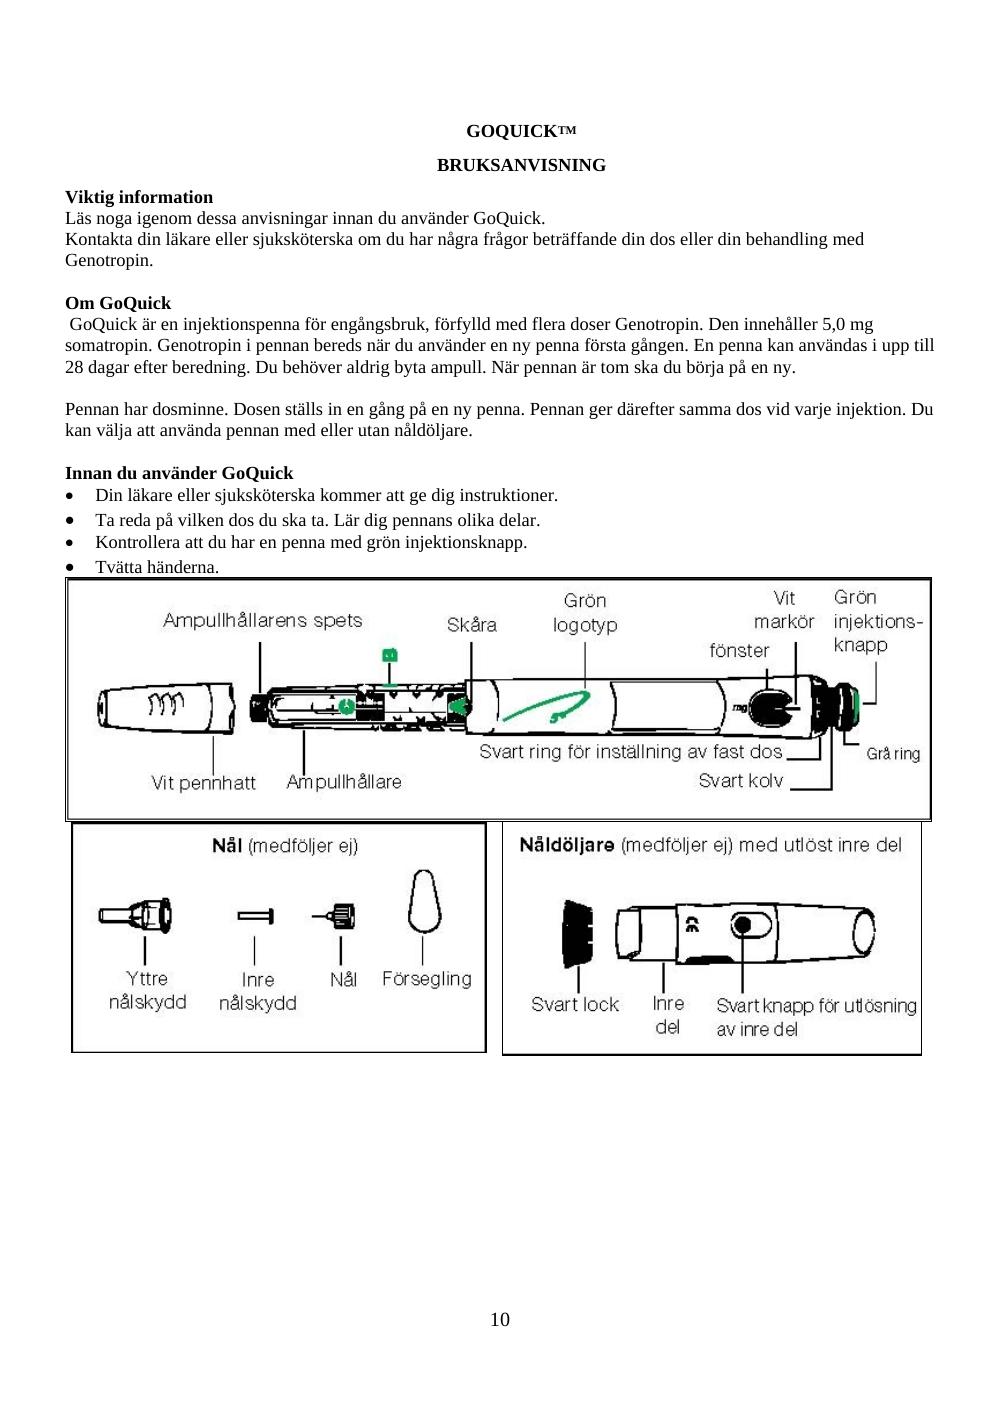 GOQUICK™
BRUKSANVISNING
Viktig information
Läs noga igenom dessa anvisningar innan du använder GoQuick.
Kontakta din läkare eller sjuksköterska om du har några frågor beträffande din dos eller din behandling med
Genotropin.
Om GoQuick
GoQuick är en injektionspenna för engångsbruk, förfylld med flera doser Genotropin. Den innehåller 5,0 mg
somatropin. Genotropin i pennan bereds när du använder en ny penna första gången. En penna kan användas i upp till
28 dagar efter beredning. Du behöver aldrig byta ampull. När pennan är tom ska du börja på en ny.
Pennan har dosminne. Dosen ställs in en gång på en ny penna. Pennan ger därefter samma dos vid varje injektion. Du
kan välja att använda pennan med eller utan nåldöljare.
Innan du använder GoQuick
• Din läkare eller sjuksköterska kommer att ge dig instruktioner.
• Ta reda på vilken dos du ska ta. Lär dig pennans olika delar.
• Kontrollera att du har en penna med grön injektionsknapp.
• Tvätta händerna.
Ampullhållarens spets
Skåra
Grön
logotyp
fönster
Vit
markör
Grön
injektions-
knapp
B
C
A
5
mg
Svart ring för inställning av fast dos
Grå ring
Svart kolv
Vit pennhatt
Ampullhållare
Nål (medföljer ej)
Yttre
nålskydd
Inre
nålskydd
Nål
Försegling
Nåldöljare (medföljer ej) med utlöst inre del
CE
Svart lock
Inre
del
Svart knapp för utlösning
av inre del
10